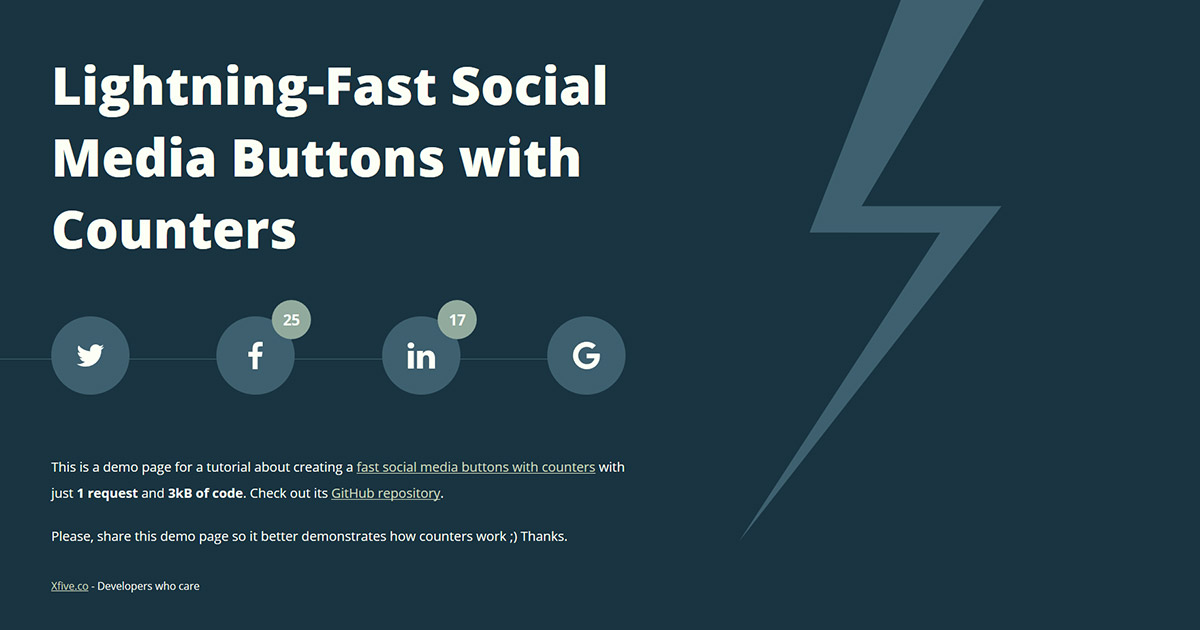 Lightning-Fast Social
Media Buttons with
Counters
25
17
f
in
G
This is a demo page for a tutorial about creating a fast social media buttons with counters with
just 1 request and 3kB of code. Check out its GitHub repository.
Please, share this demo page so it better demonstrates how counters work ;) Thanks.
Xfive.co - Developers who care